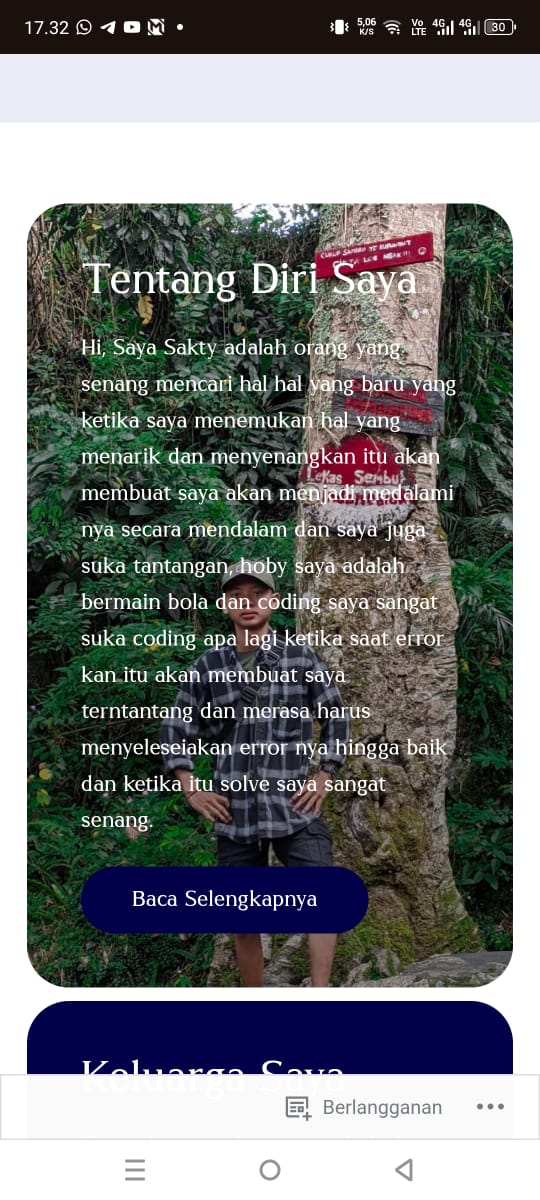 17.32
5,06
K/S
Vo
LTE
4G
4G
30
Tentang Diri Saya
Hi, Saya Sakty adalah orang yang
senang mencari hal hal yang baru yang
ketika saya menemukan hal yang
menarik dan menyenangkan itu akan
membuat saya akan menjadi medalami
nya secara mendalam dan saya juga
suka tantangan, hoby saya adalah
bermain bola dan coding saya sangat
suka coding apa lagi ketika saat error
kan itu akan membuat saya
terntantang dan merasa harus
menyeleseiakan error nya hingga baik
dan ketika itu solve saya sangat
senang.
Baca Selengkapnya
Keluarga Saya
Berlangganan